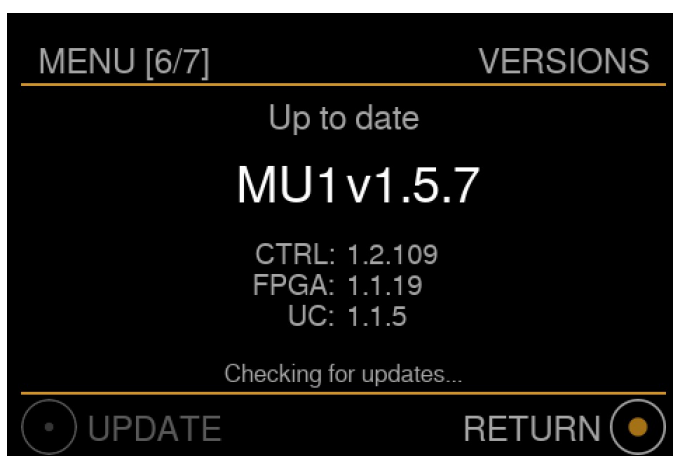 MENU [6/7] VERSIONS
Up to date
MU1 v1.5.7
CTRL: 1.2.109
FPGA: 1.1.19
UC: 1.1.5
Checking for updates...
UPDATE RETURN